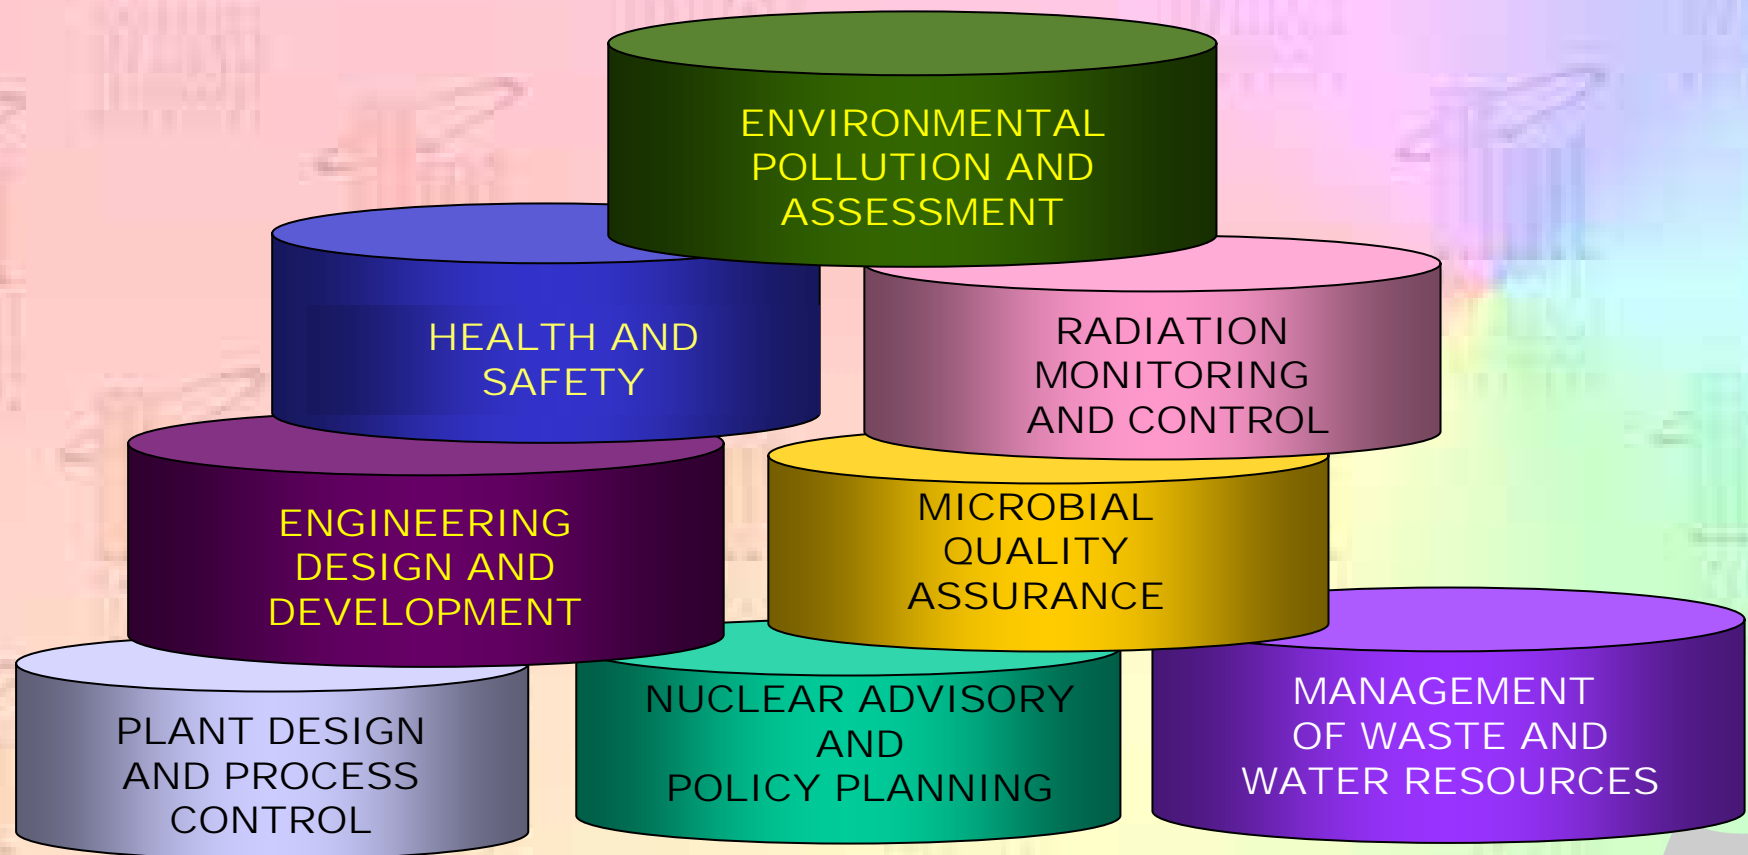 ENVIRONMENTAL
POLLUTION AND
ASSESSMENT
HEALTH AND
SAFETY
RADIATION
MONITORING
AND CONTROL
ENGINEERING
DESIGN AND
DEVELOPMENT
MICROBIAL
QUALITY
ASSURANCE
PLANT DESIGN
AND PROCESS
CONTROL
NUCLEAR ADVISORY
AND
POLICY PLANNING
MANAGEMENT
OF WASTE AND
WATER RESOURCES